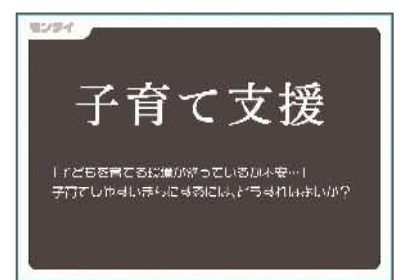 モンダイ
子育て支援
「子どもを育てる環境が整っているか不安…」
子育てしやすいまちにするには、どうすればよいか？